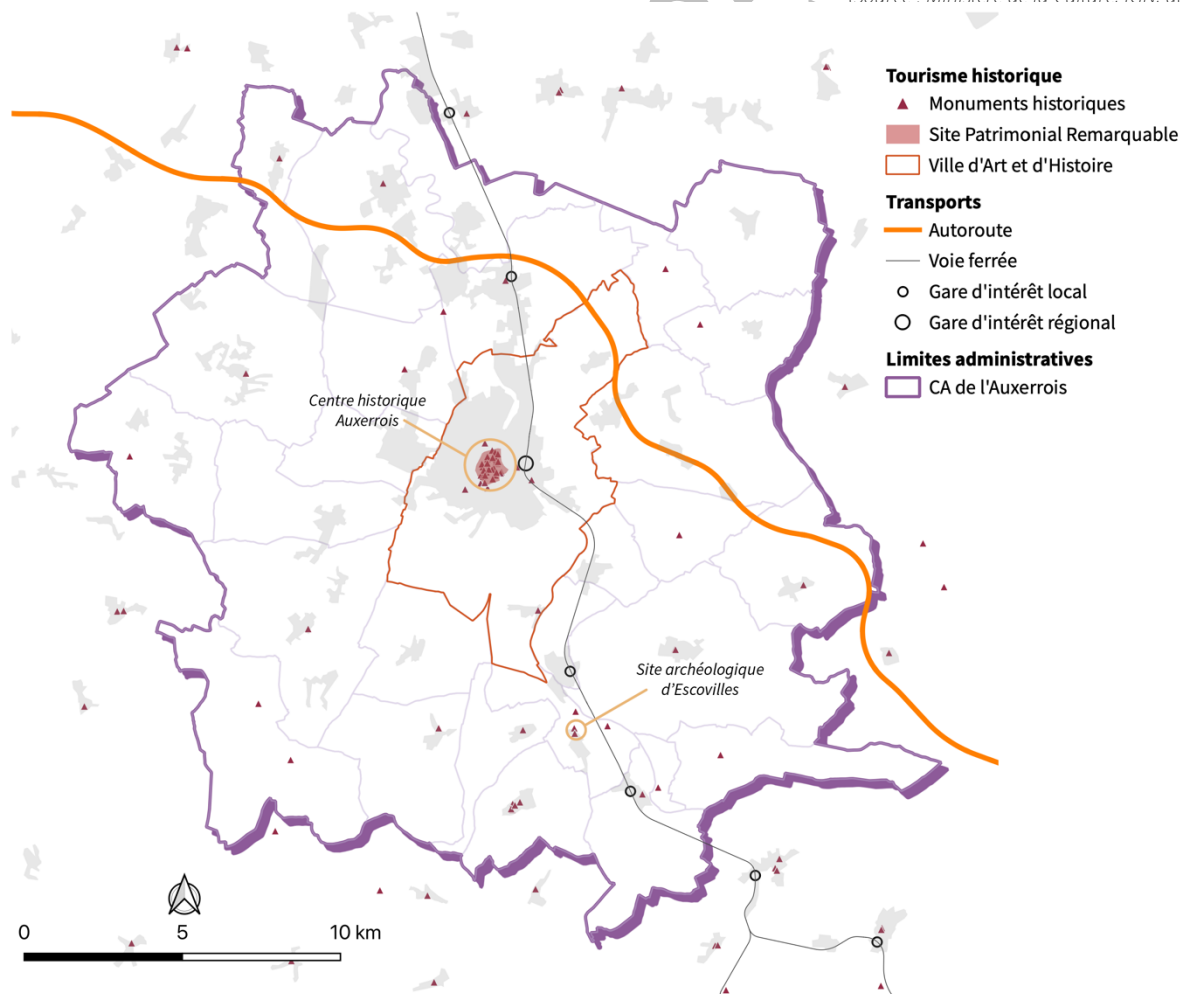 Tourisme historique
Monuments historiques
Site Patrimonial Remarquable
Ville d'Art et d'Histoire
Transports
Autoroute
Voie ferrée
Gare d'intérêt local
Gare d'intérêt régional
Limites administratives
CA de l'Auxerrois
Centre historique
Auxerrois
Site archéologique
d'Escovilles
0 5 10 km